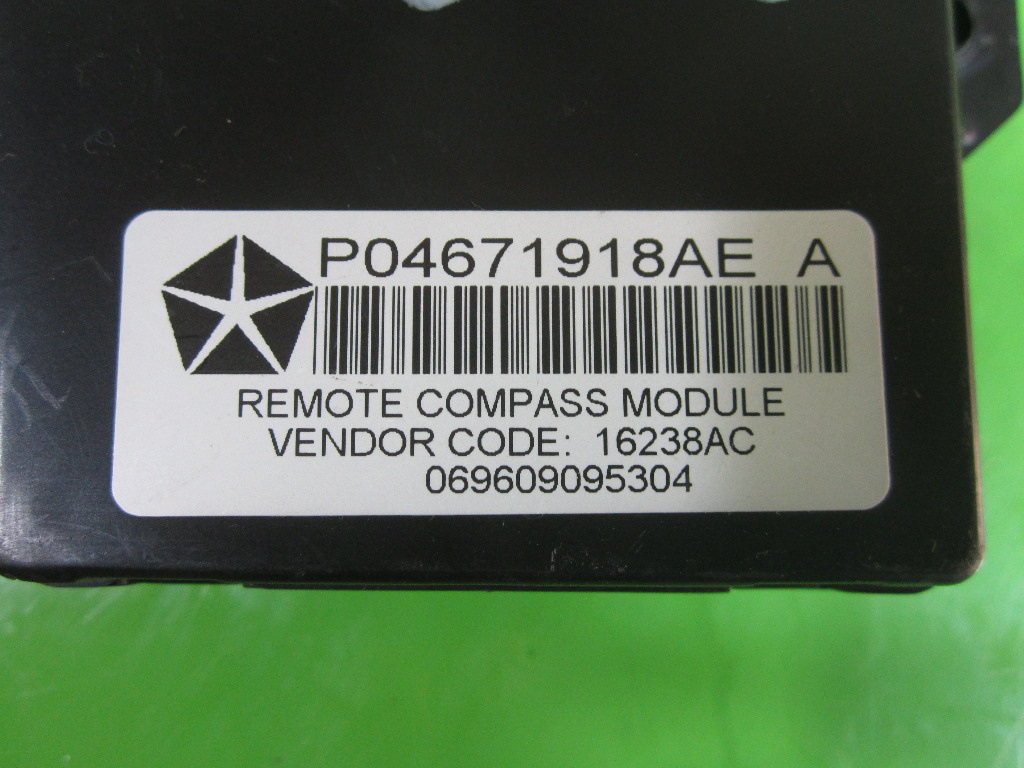 P04671918AE A
REMOTE COMPASS MODULE
VENDOR CODE: 16238AC
069609095304